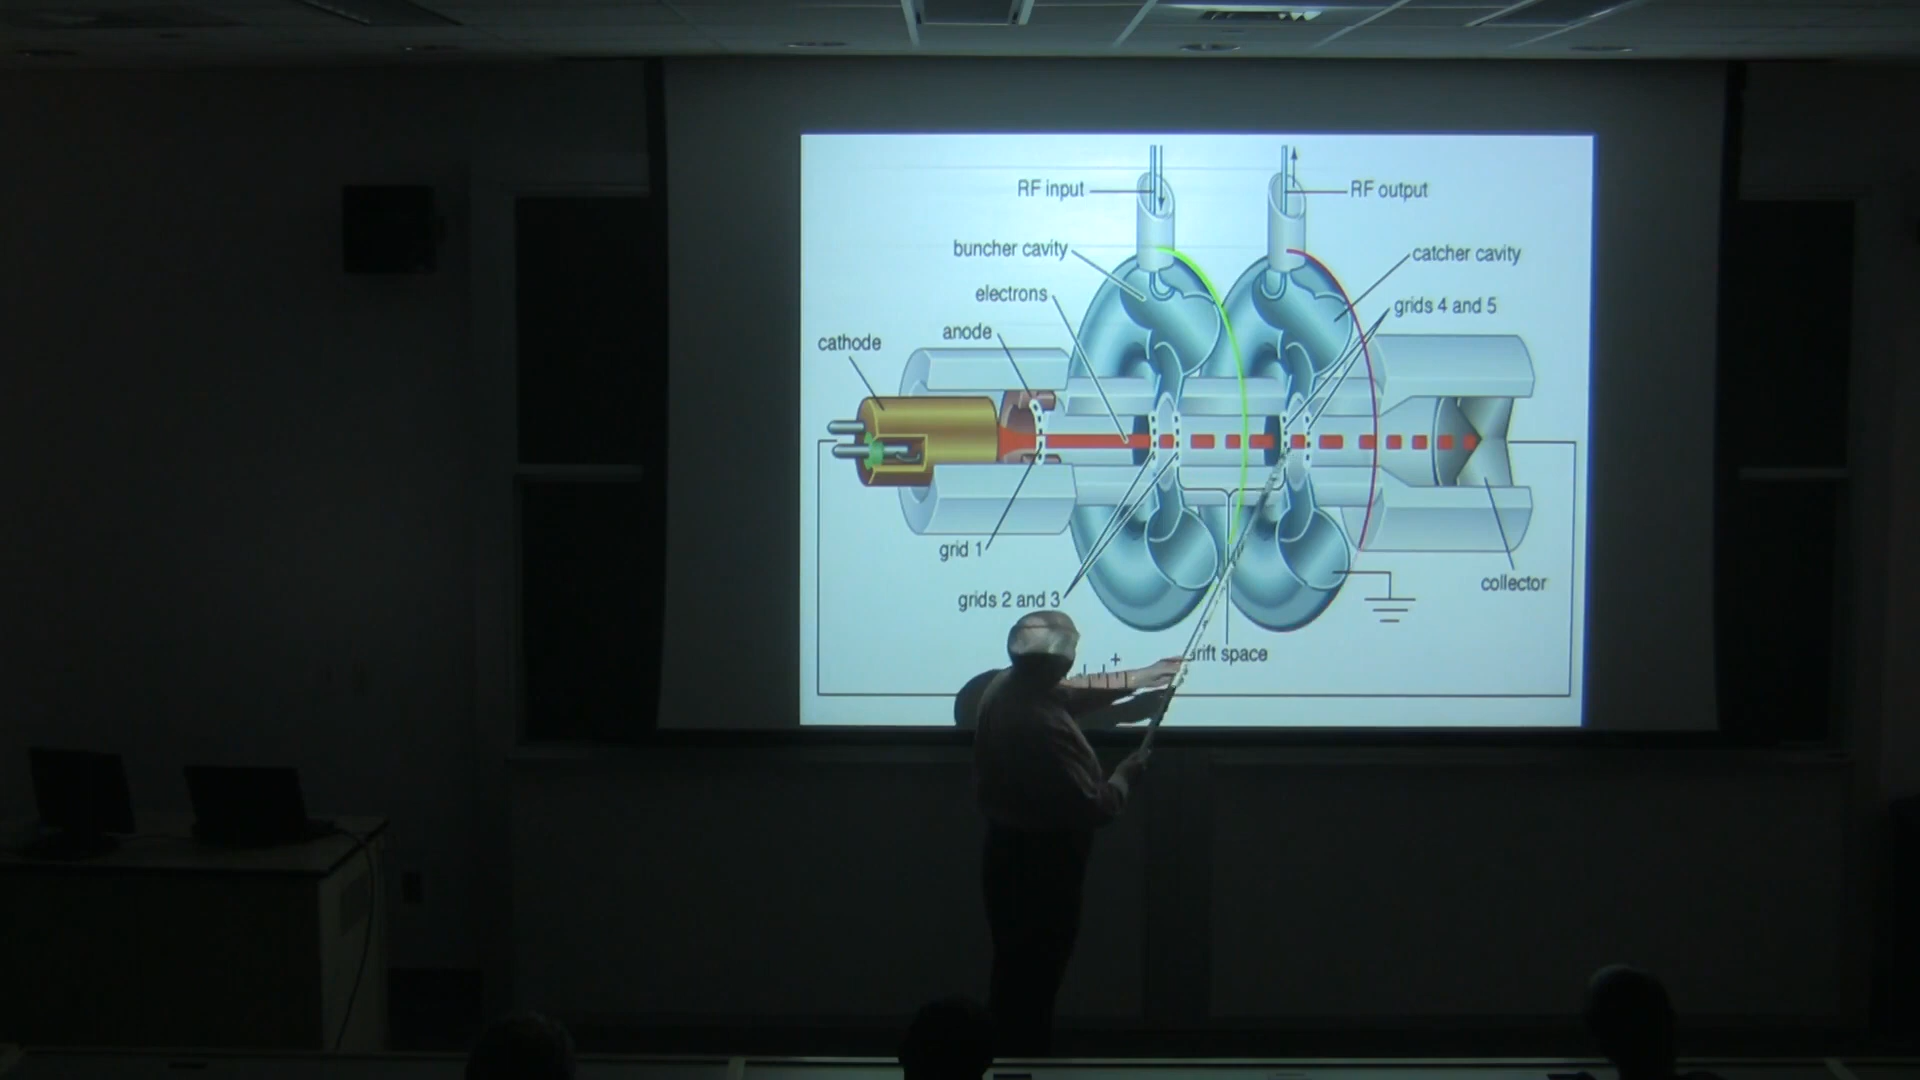 RF input
RF output
buncher cavity
catcher cavity
electrons
grids 4 and 5
anode
cathode
grid 1
collector
grids 2 and 3
drift space
+